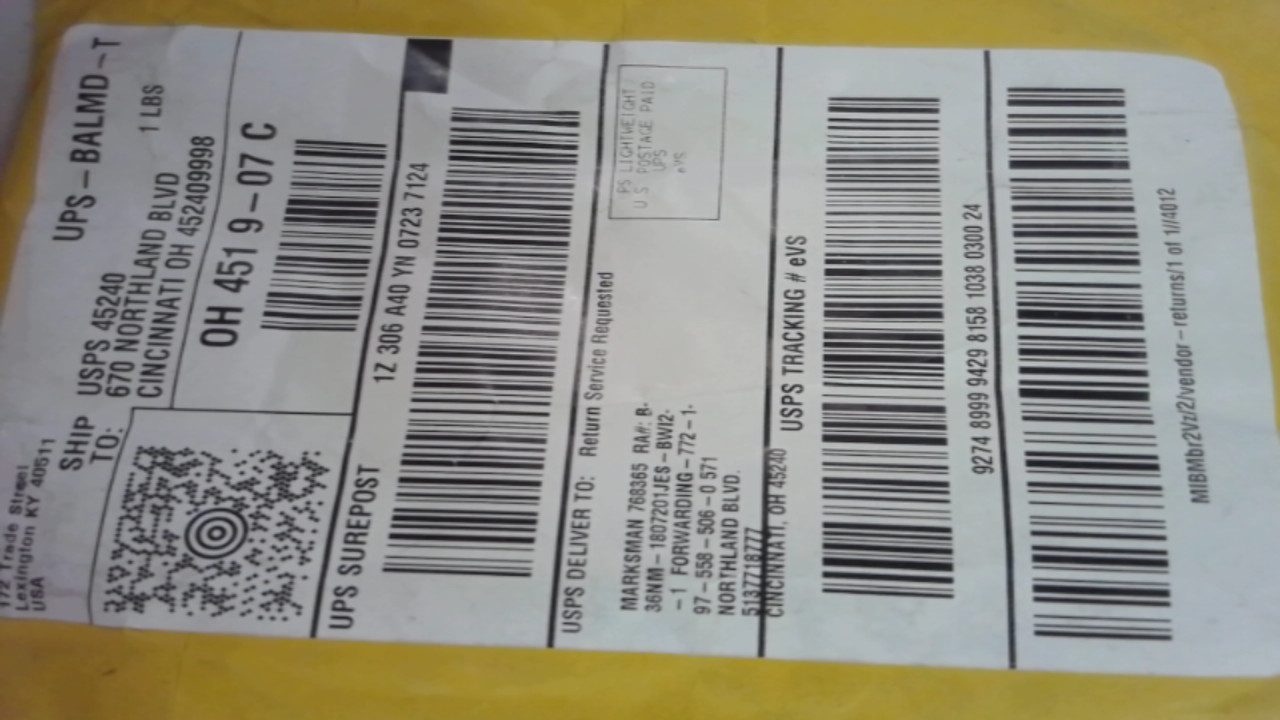 172 Trade Street
Lexington KY 40511
USA
UPS - BALMD - T
1 LBS
SHIP TO:
USPS 45240
670 NORTHLAND BLVD
CINCINNATI OH 452409998
OH 451 9 - 07 C
UPS SUREPOST
1Z 306 A40 YN 0723 7124
USPS DELIVER TO:
Return Service Requested
PS LIGHTWEIGHT
U.S. POSTAGE PAID
UPS
eVS
MARKSMAN 768365 RA#: B-
36NM - 1807201JES - BWI2-
- 1 FORWARDING - 772 - 1-
97 - 558 - 506 - 0 571
NORTHLAND BLVD.
5137718777
CINCINNATI, OH 45240
USPS TRACKING # eVS
9274 8999 9429 8158 1038 0300 24
MIBMbr2Vz/2/vendor - returns/1 of 1//4012